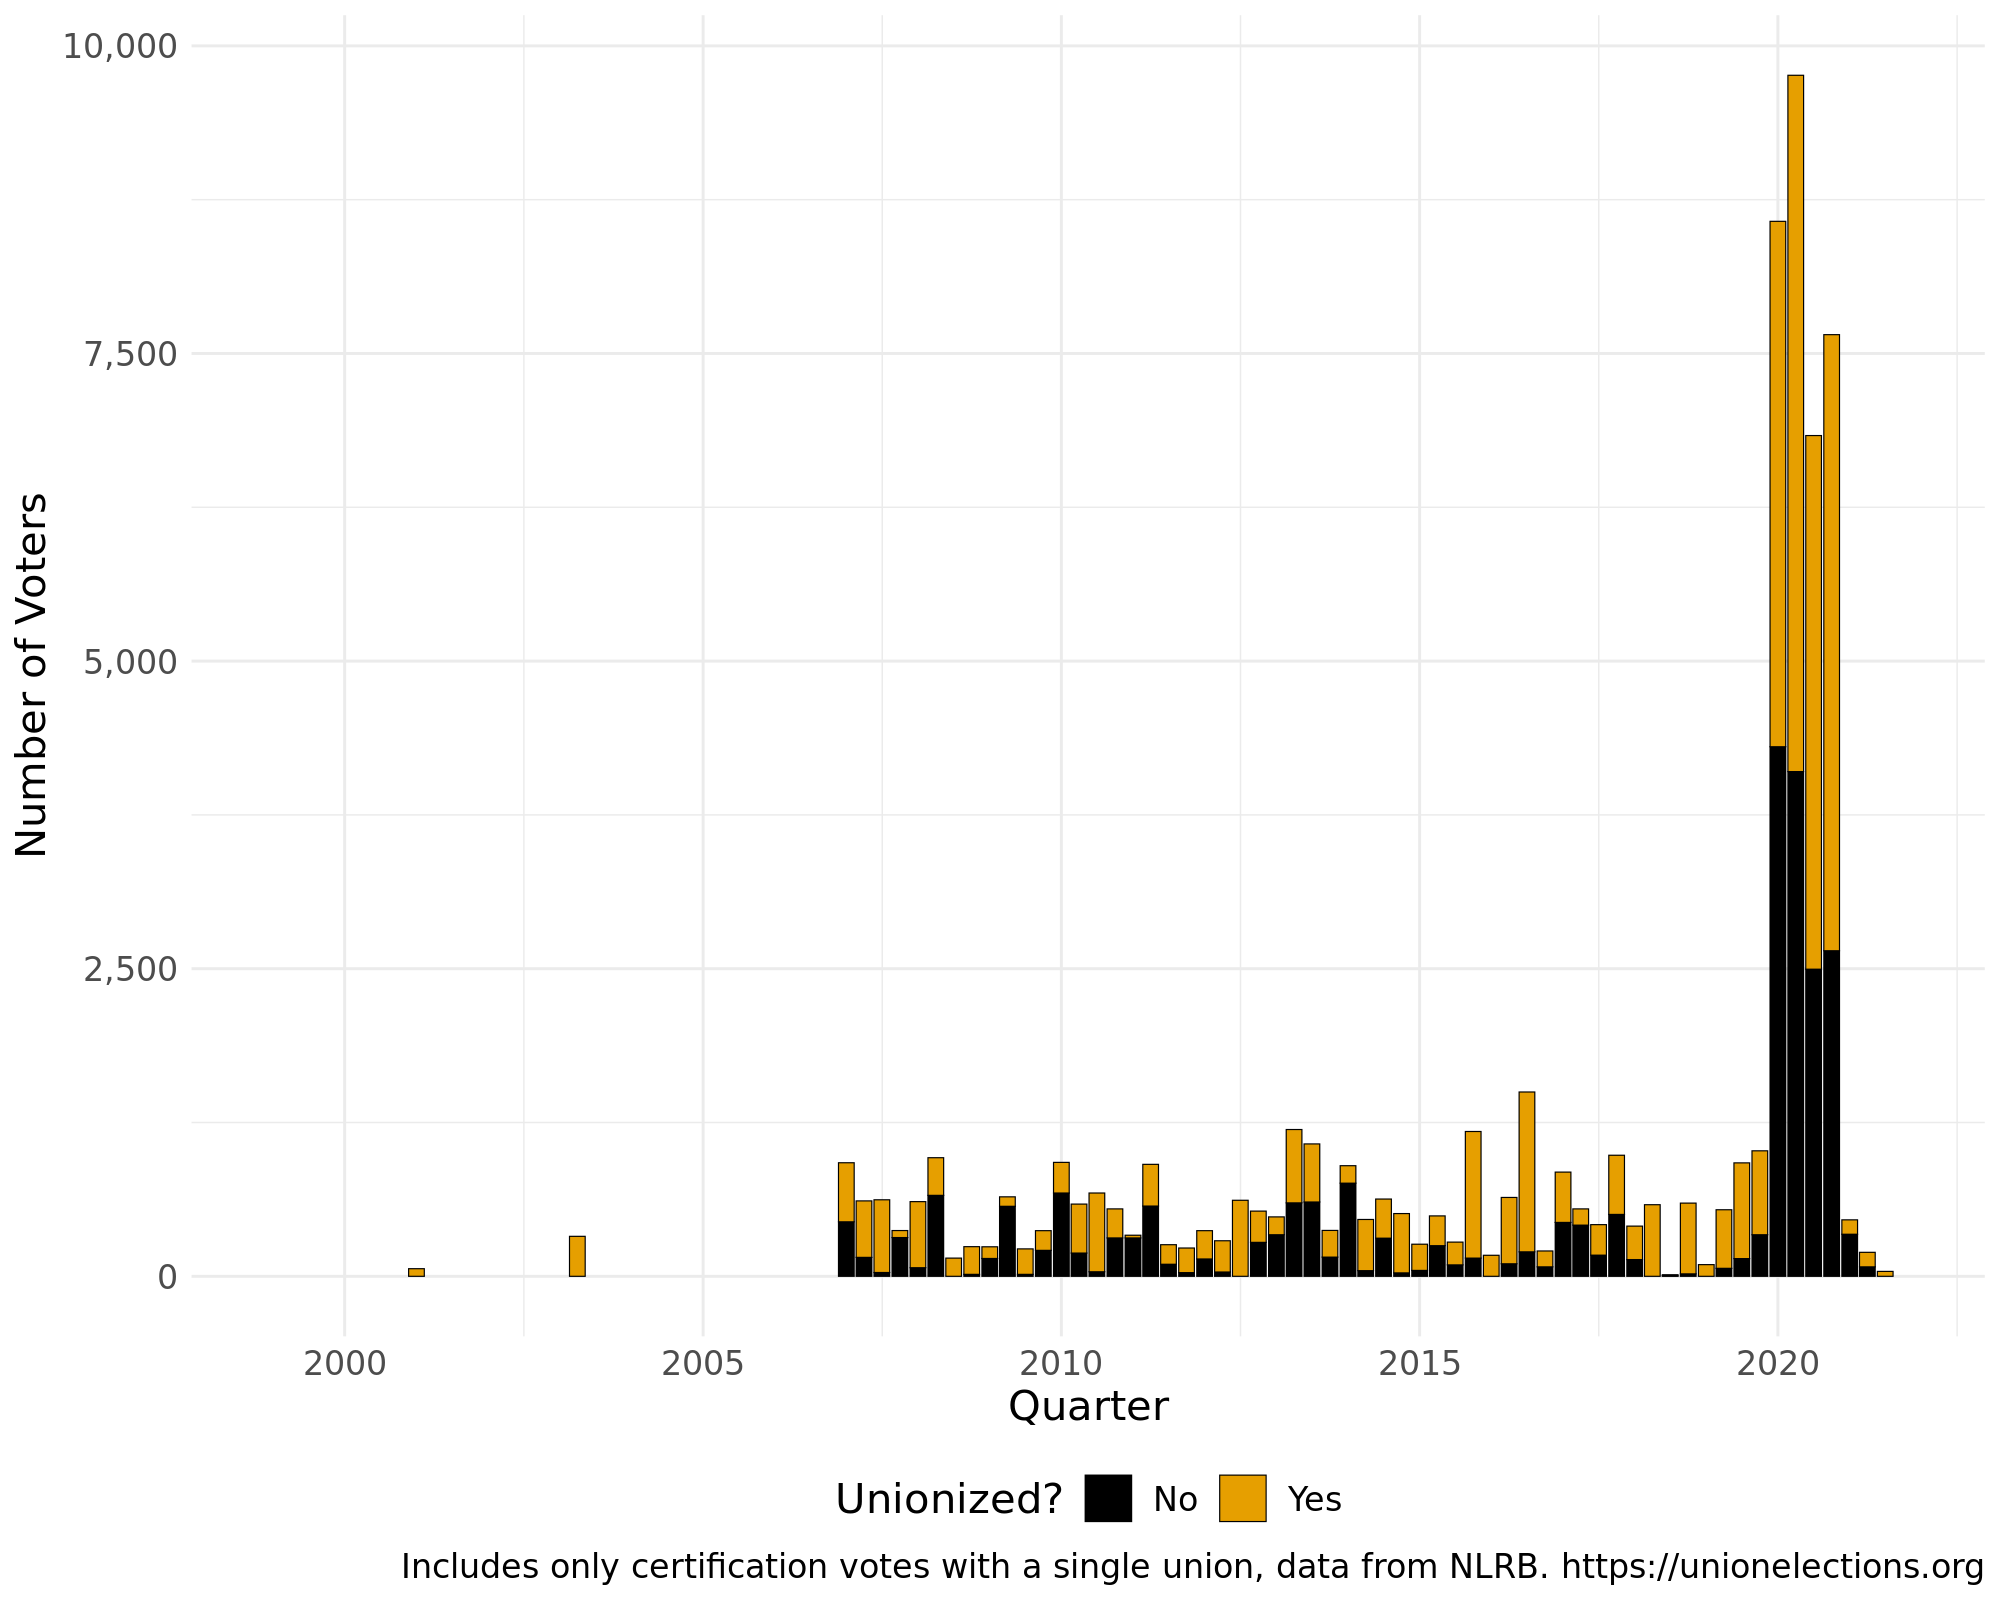 10,000
7,500
5,000
2,500
0
Number of Voters
2000 2005 2010 2015 2020
Quarter
Unionized? No Yes
Includes only certification votes with a single union, data from NLRB. https://unionelections.org